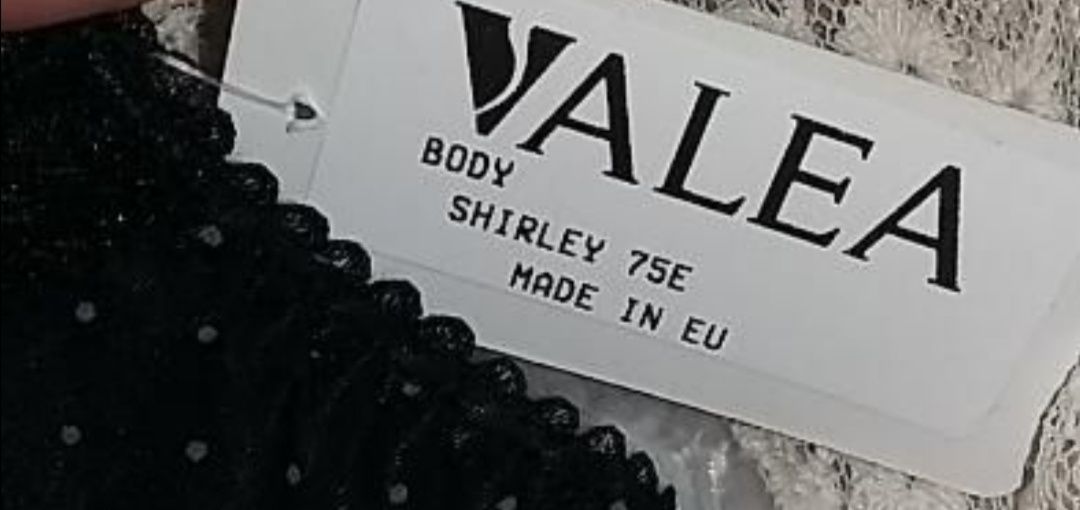 VALEA
BODY
SHIRLEY 75E
MADE IN EU